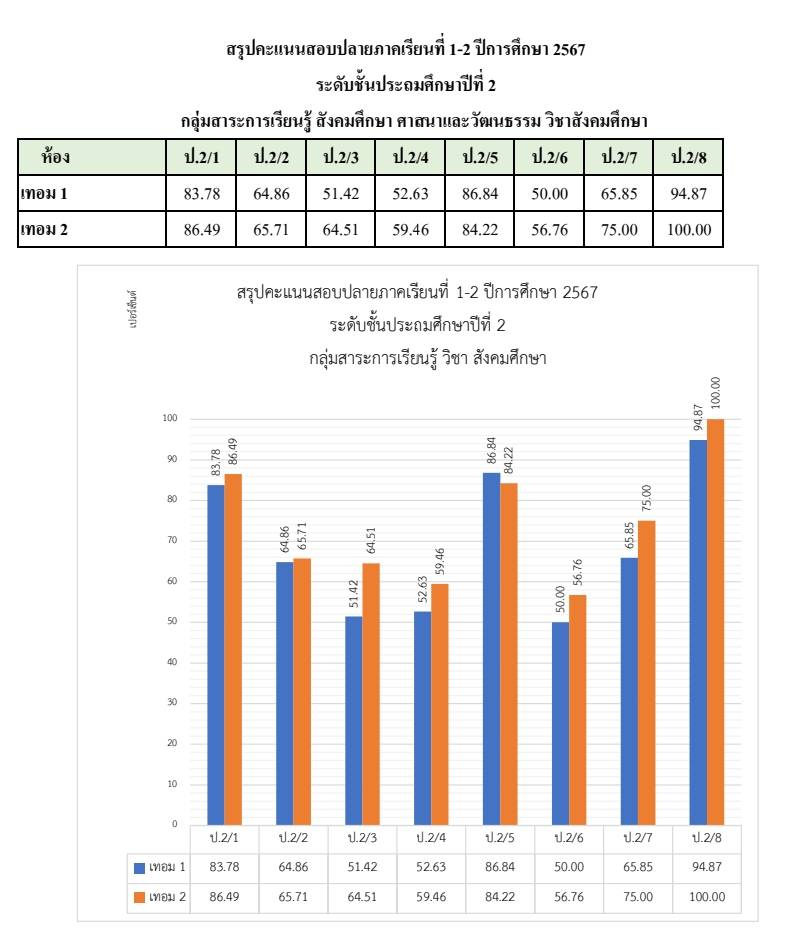 สรุปคะแนนสอบปลายภาคเรียนที่ 1-2 ปีการศึกษา 2567
ระดับชั้นประถมศึกษาปีที่ 2
กลุ่มสาระการเรียนรู้ สังคมศึกษา ศาสนาและวัฒนธรรม วิชาสังคมศึกษา
ห้อง ป.2/1 ป.2/2 ป.2/3 ป.2/4 ป.2/5 ป.2/6 ป.2/7 ป.2/8
เทอม 1 83.78 64.86 51.42 52.63 86.84 50.00 65.85 94.87
เทอม 2 86.49 65.71 64.51 59.46 84.22 56.76 75.00 100.00
เปอร์เซ็นต์
สรุปคะแนนสอบปลายภาคเรียนที่ 1-2 ปีการศึกษา 2567
ระดับชั้นประถมศึกษาปีที่ 2
กลุ่มสาระการเรียนรู้ วิชา สังคมศึกษา
100
90
80
70
60
50
40
30
20
10
0
83.78 86.49 64.86 65.71 51.42 64.51 52.63 59.46 86.84 84.22 50.00 56.76 65.85 75.00 94.87 100.00
ป.2/1 ป.2/2 ป.2/3 ป.2/4 ป.2/5 ป.2/6 ป.2/7 ป.2/8
เทอม 1 83.78 64.86 51.42 52.63 86.84 50.00 65.85 94.87
เทอม 2 86.49 65.71 64.51 59.46 84.22 56.76 75.00 100.00